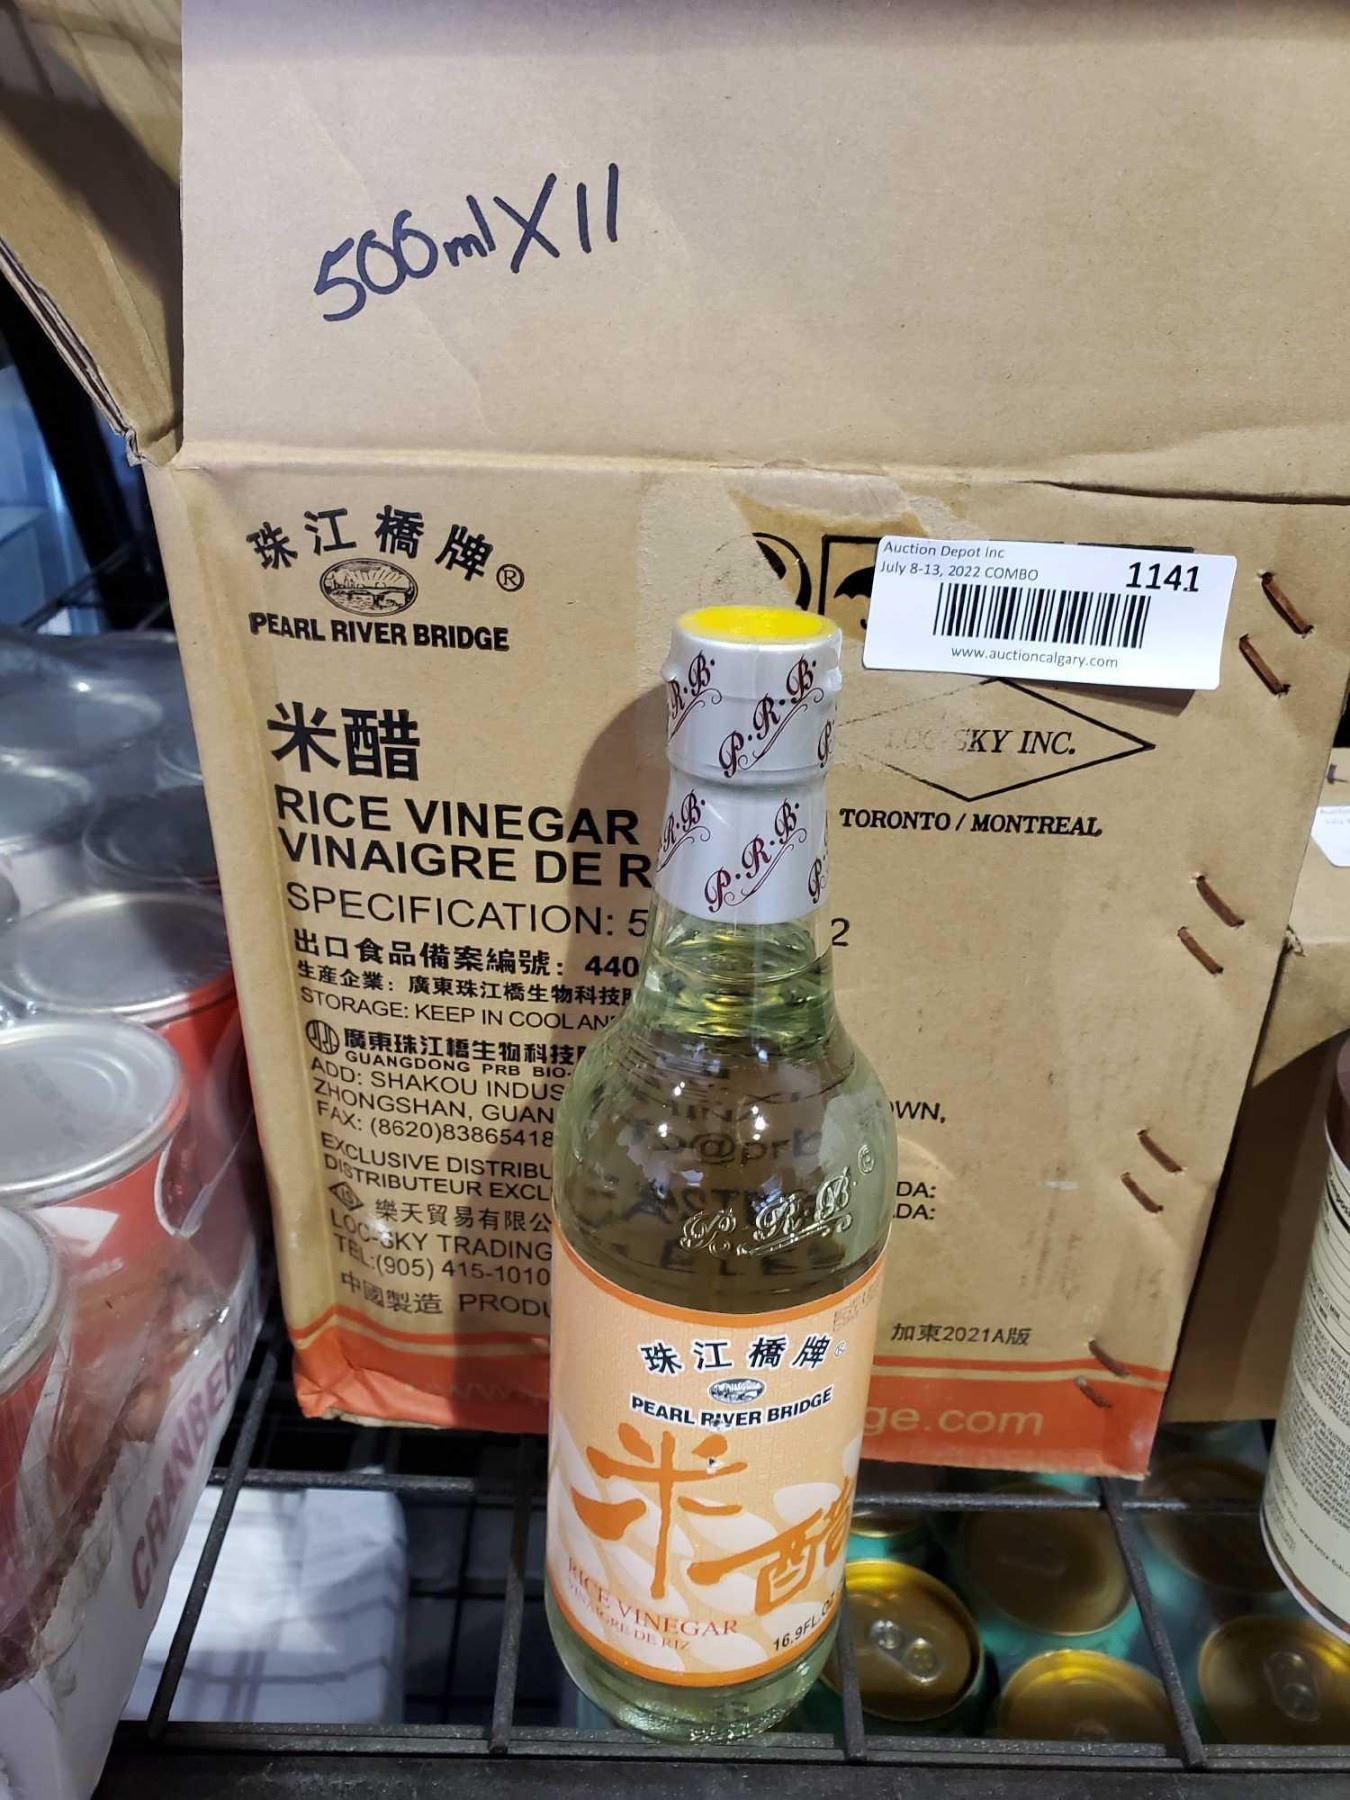 500ml X 11
珠江橋牌®
PEARL RIVER BRIDGE
米醋
RICE VINEGAR
VINAIGRE DE R
SPECIFICATION: 5
2
出口食品備案編號: 440
生産企業: 廣東珠江橋生物科技
STORAGE: KEEP IN COOL AN
廣東珠江橋生物科技
GUANGDONG PRB BIO-
ADD: SHAKOU INDUS
ZHONGSHAN, GUAN
OWN,
FAX: (8620)83865418
EXCLUSIVE DISTRIBU
DA:
DISTRIBUTEUR EXCL
DA:
樂天貿易有限公
LOC-SKY TRADING
TEL:(905) 415-1010
中國製造 PRODU
加東2021A版
ge.com
Auction Depot Inc
July 8-13, 2022 COMBO
1141
www.auctioncalgary.com
LOC-SKY INC.
TORONTO / MONTREAL
P·R·B·
P·R·B·
P·R·B·
P·R·B·
P.R.B.®
珠江橋牌®
PEARL RIVER BRIDGE
米醋
RICE VINEGAR
VINAIGRE DE RIZ
16.9FL.OZ
CRANBER